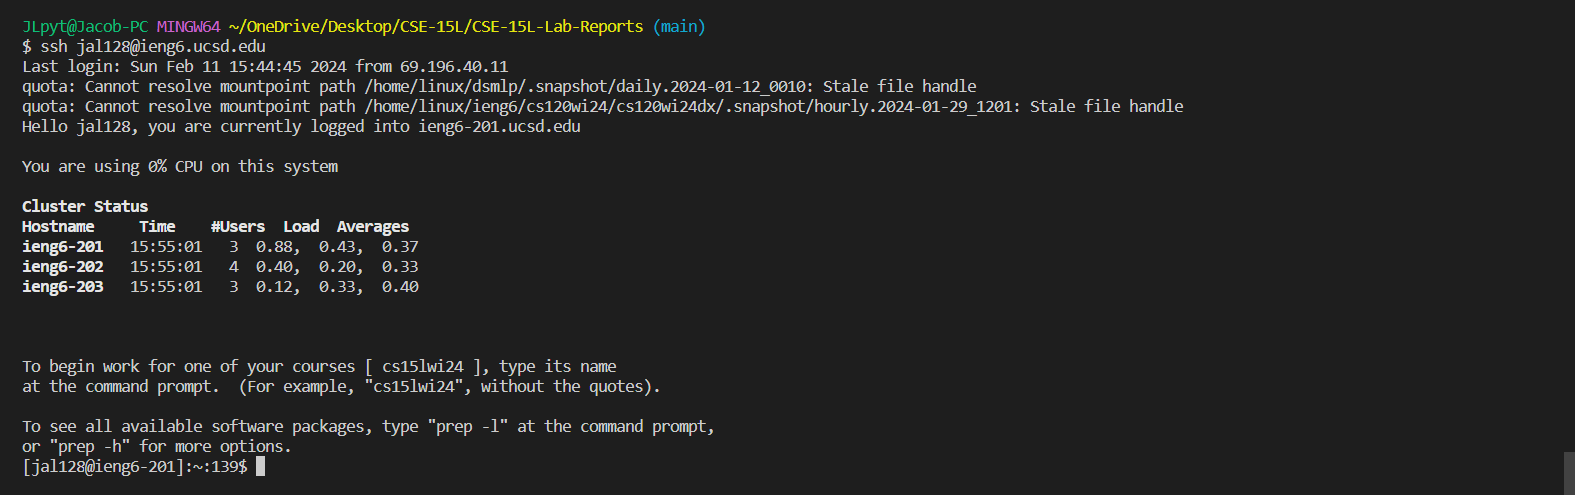 JLpyt@Jacob-PC MINGW64 ~/OneDrive/Desktop/CSE-15L/CSE-15L-Lab-Reports (main)
$ ssh jal128@ieng6.ucsd.edu
Last login: Sun Feb 11 15:44:45 2024 from 69.196.40.11
quota: Cannot resolve mountpoint path /home/linux/dsmlp/.snapshot/daily.2024-01-12_0010: Stale file handle
quota: Cannot resolve mountpoint path /home/linux/ieng6/cs120wi24/cs120wi24dx/.snapshot/hourly.2024-01-29_1201: Stale file handle
Hello jal128, you are currently logged into ieng6-201.ucsd.edu
You are using 0% CPU on this system
Cluster Status
Hostname     Time    #Users  Load  Averages
ieng6-201   15:55:01   3  0.88,  0.43,  0.37
ieng6-202   15:55:01   4  0.40,  0.20,  0.33
ieng6-203   15:55:01   3  0.12,  0.33,  0.40
To begin work for one of your courses [ cs15lwi24 ], type its name
at the command prompt.  (For example, "cs15lwi24", without the quotes).
To see all available software packages, type "prep -l" at the command prompt,
or "prep -h" for more options.
[jal128@ieng6-201]:~:139$